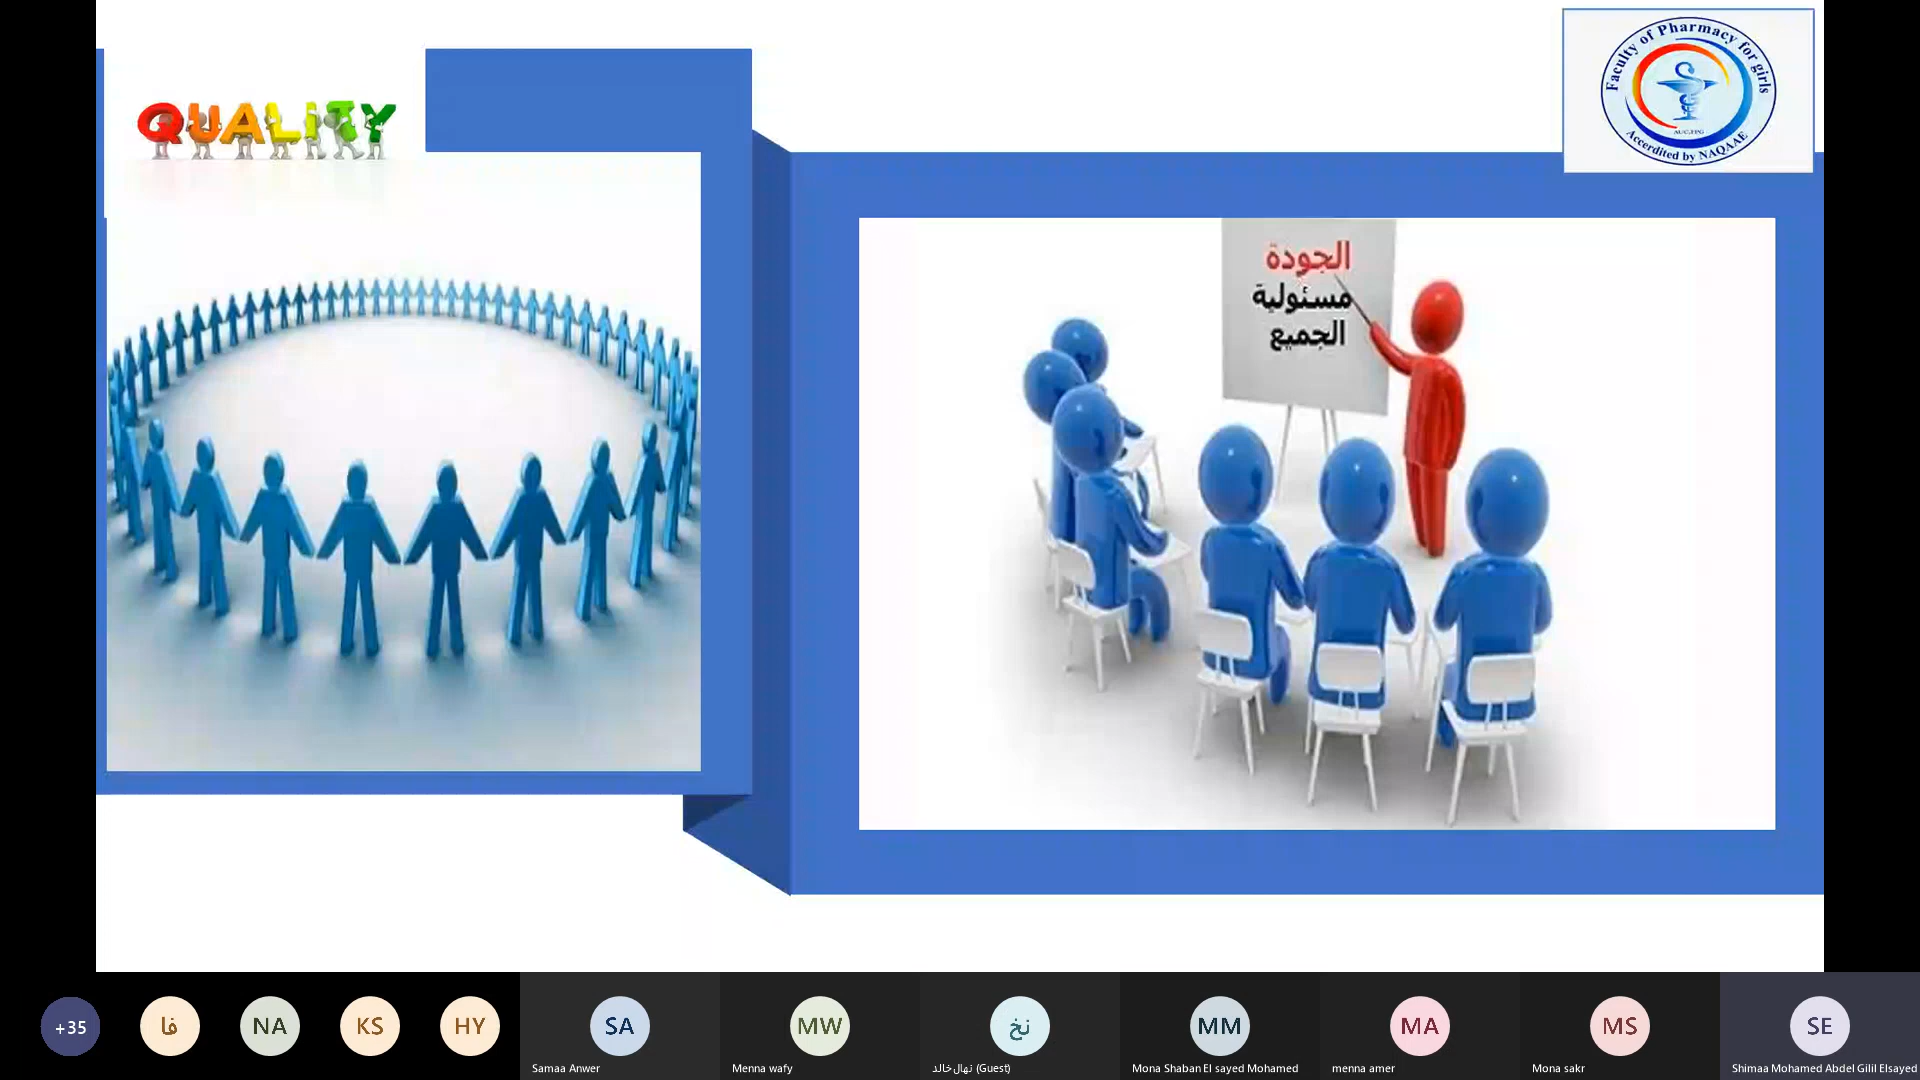 QUALITY
Faculty of Pharmacy for girls
AUC.FPG
Accerdited by NAQAAE
الجودة
مسئولية
الجميع
+35
فا
NA
KS
HY
SA
MW
نخ
MM
MA
MS
SE
Samaa Anwer
Menna wafy
نهال خالد (Guest)
Mona Shaban El sayed Mohamed
menna amer
Mona sakr
Shimaa Mohamed Abdel Gilil Elsayed